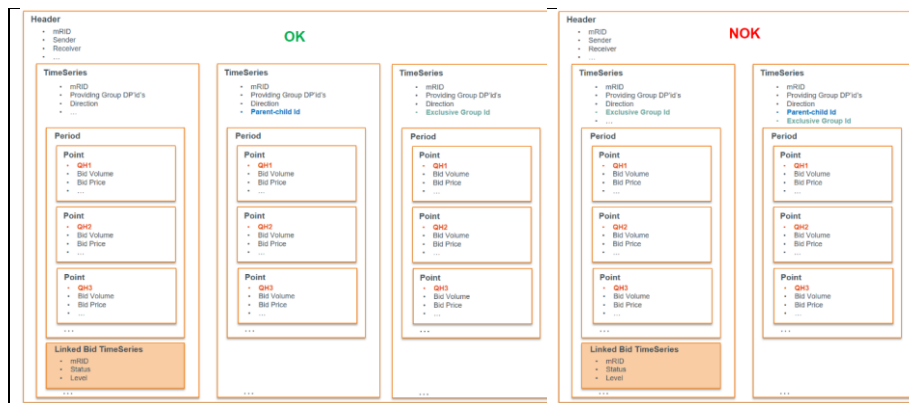 Header
• mRID
• Sender
• Receiver
• ...
OK
TimeSeries
• mRID
• Providing Group DP'id's
• Direction
• ...
Period
Point
• QH1
• Bid Volume
• Bid Price
• ...
Point
• QH2
• Bid Volume
• Bid Price
• ...
Point
• QH3
• Bid Volume
• Bid Price
• ...
...
Linked Bid TimeSeries
• mRID
• Status
• Level
...
TimeSeries
• mRID
• Providing Group DP'id's
• Direction
• Parent-child Id
Period
Point
• QH1
• Bid Volume
• Bid Price
• ...
Point
• QH2
• Bid Volume
• Bid Price
• ...
Point
• QH3
• Bid Volume
• Bid Price
• ...
...
...
TimeSeries
• mRID
• Providing Group DP'id's
• Direction
• Exclusive Group Id
Period
Point
• QH1
• Bid Volume
• Bid Price
• ...
Point
• QH2
• Bid Volume
• Bid Price
• ...
Point
• QH3
• Bid Volume
• Bid Price
• ...
...
...
Header
• mRID
• Sender
• Receiver
• ...
NOK
TimeSeries
• mRID
• Providing Group DP'id's
• Direction
• Exclusive Group Id
• ...
Period
Point
• QH1
• Bid Volume
• Bid Price
• ...
Point
• QH2
• Bid Volume
• Bid Price
• ...
Point
• QH3
• Bid Volume
• Bid Price
• ...
...
Linked Bid TimeSeries
• mRID
• Status
• Level
...
TimeSeries
• mRID
• Providing Group DP'id's
• Direction
• Parent-child Id
• Exclusive Group Id
Period
Point
• QH1
• Bid Volume
• Bid Price
• ...
Point
• QH2
• Bid Volume
• Bid Price
• ...
Point
• QH3
• Bid Volume
• Bid Price
• ...
...
...